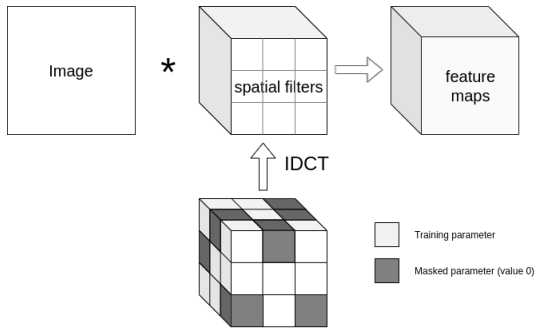 Image
*
spatial filters
feature
maps
IDCT
Training parameter
Masked parameter (value 0)